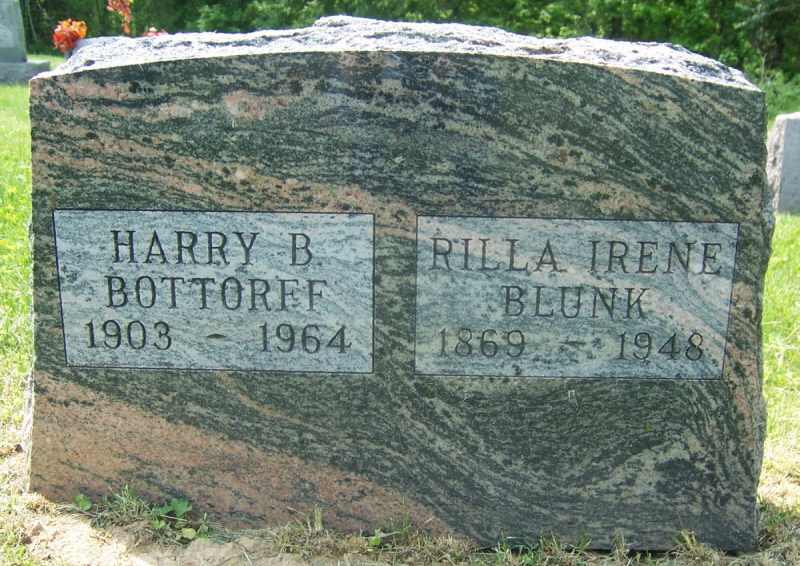 HARRY B.
BOTTORFF
1903 - 1964
RILLA IRENE
BLUNK
1869 - 1948